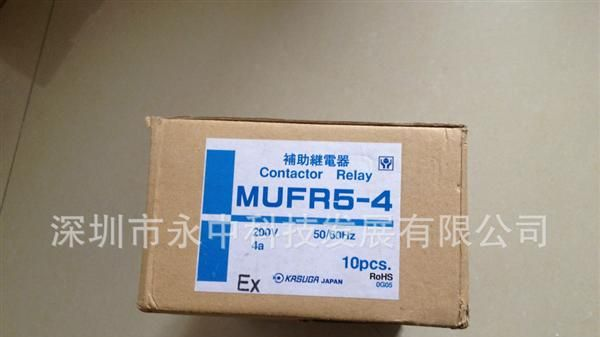 補助継電器
Contactor Relay
MUFR5-4
深圳市永中科技发展有限公司
200V 50/60Hz
4a
10pcs.
RoHS
0G05
Ex
KASUGA JAPAN